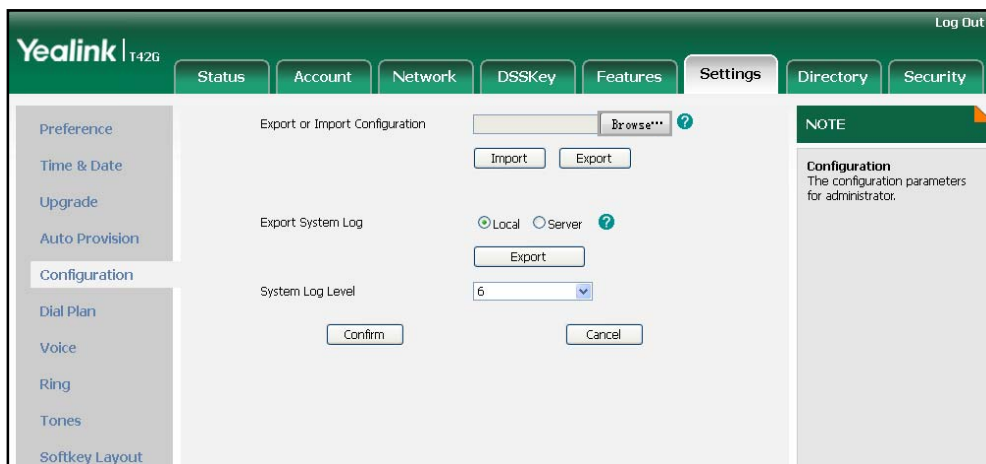 Log Out
Yealink | T42G
Status Account Network DSSKey Features Settings Directory Security
Preference
Time & Date
Upgrade
Auto Provision
Configuration
Dial Plan
Voice
Ring
Tones
Softkey Layout
Export or Import Configuration Browse... ?
Import Export
Export System Log Local Server ?
Export
System Log Level 6
Confirm Cancel
NOTE
Configuration
The configuration parameters
for administrator.